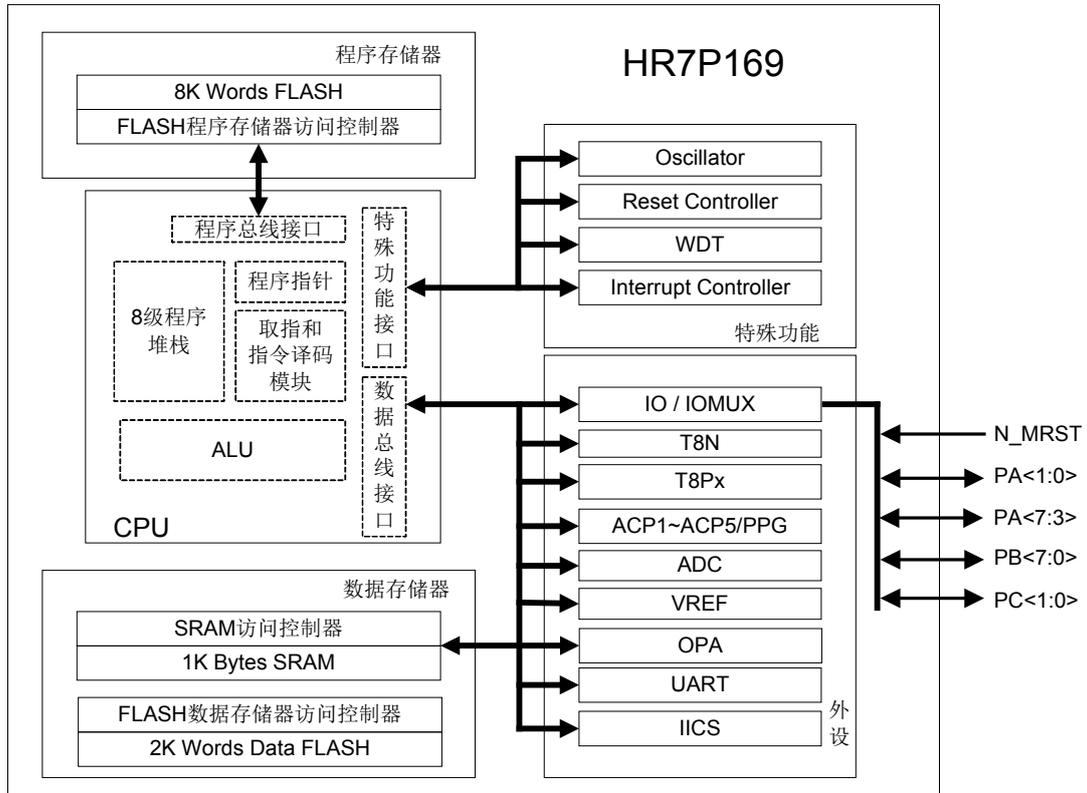 HR7P169
程序存储器
8K Words FLASH
FLASH程序存储器访问控制器
程序总线接口
特殊功能接口
8级程序
堆栈
程序指针
取指和
指令译码
模块
ALU
数据总线接口
CPU
数据存储器
SRAM访问控制器
1K Bytes SRAM
FLASH数据存储器访问控制器
2K Words Data FLASH
Oscillator
Reset Controller
WDT
Interrupt Controller
特殊功能
IO / IOMUX
T8N
T8Px
ACP1~ACP5/PPG
ADC
VREF
OPA
UART
IICS
外设
N_MRST
PA<1:0>
PA<7:3>
PB<7:0>
PC<1:0>